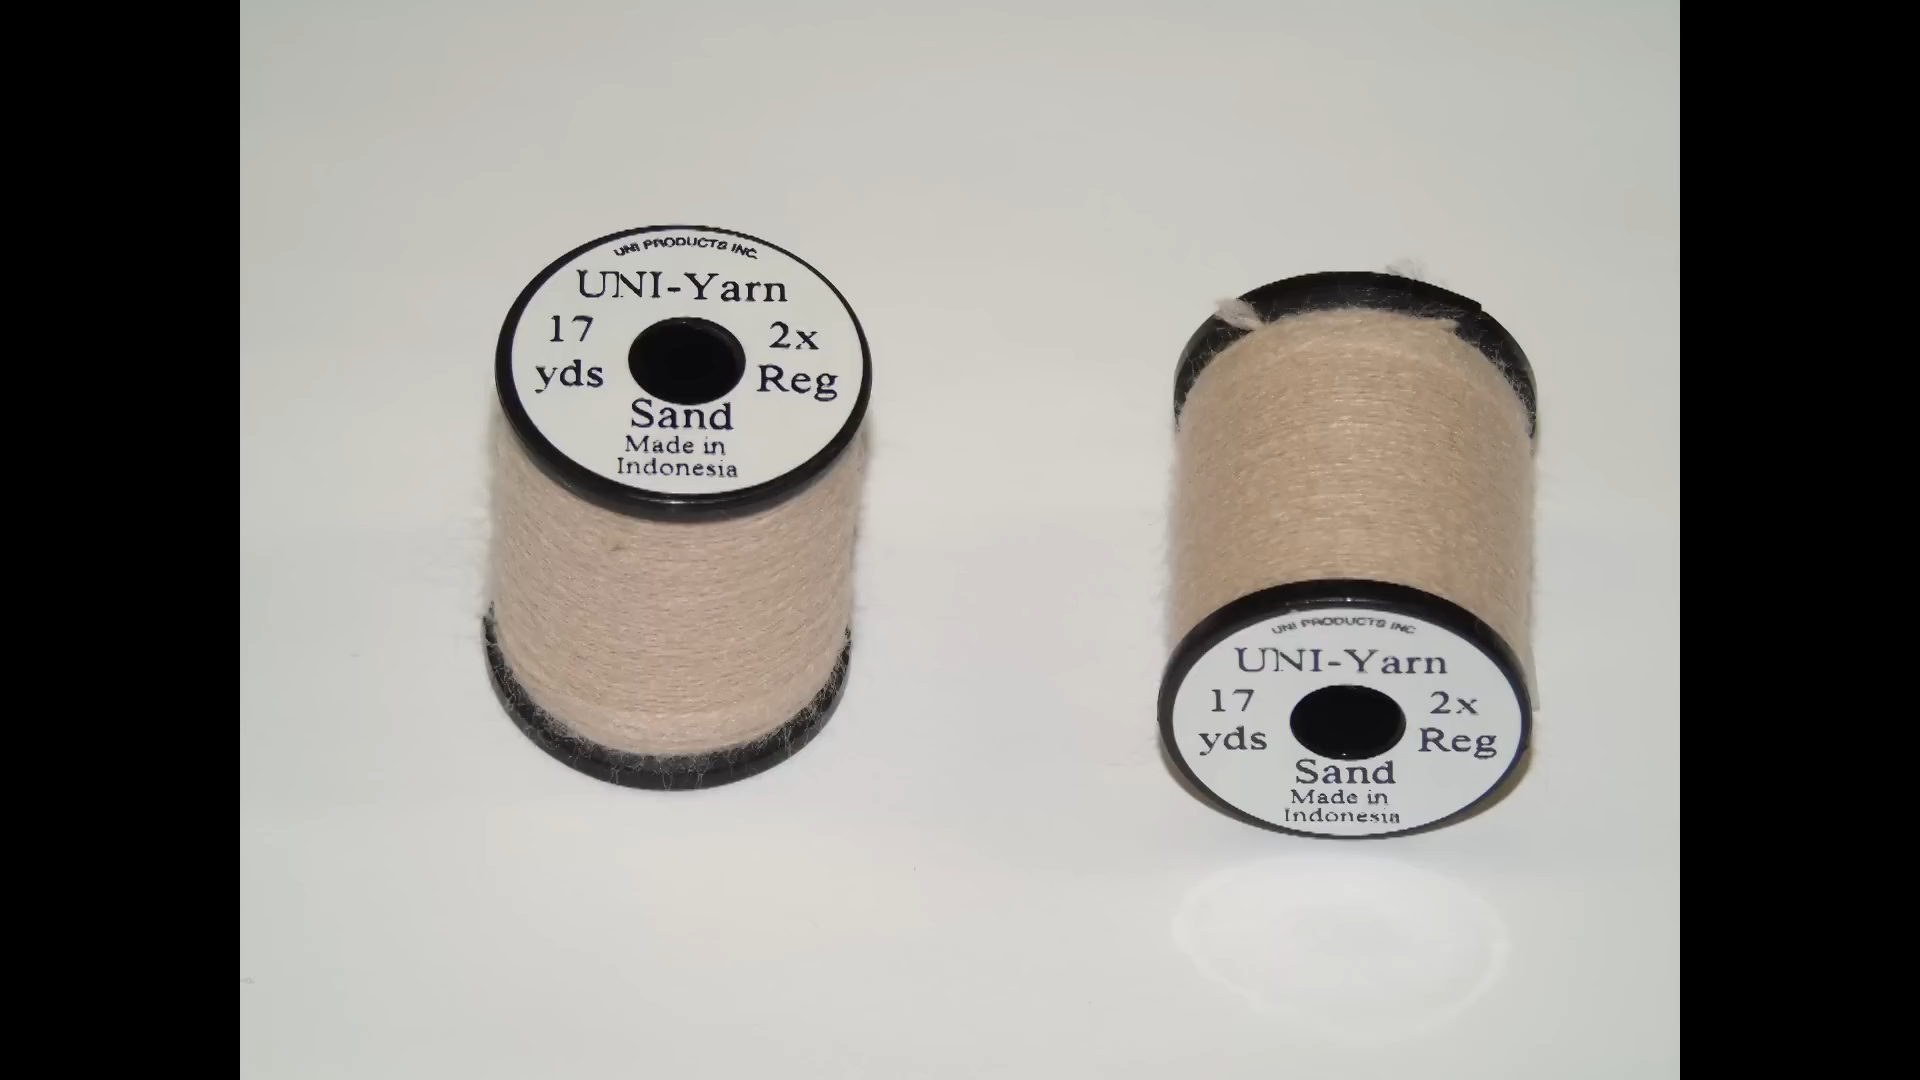 UNI PRODUCTS INC.
UNI-Yarn
17 yds
2x Reg
Sand
Made in
Indonesia
UNI PRODUCTS INC
UNI-Yarn
17 yds
2x Reg
Sand
Made in
Indonesia